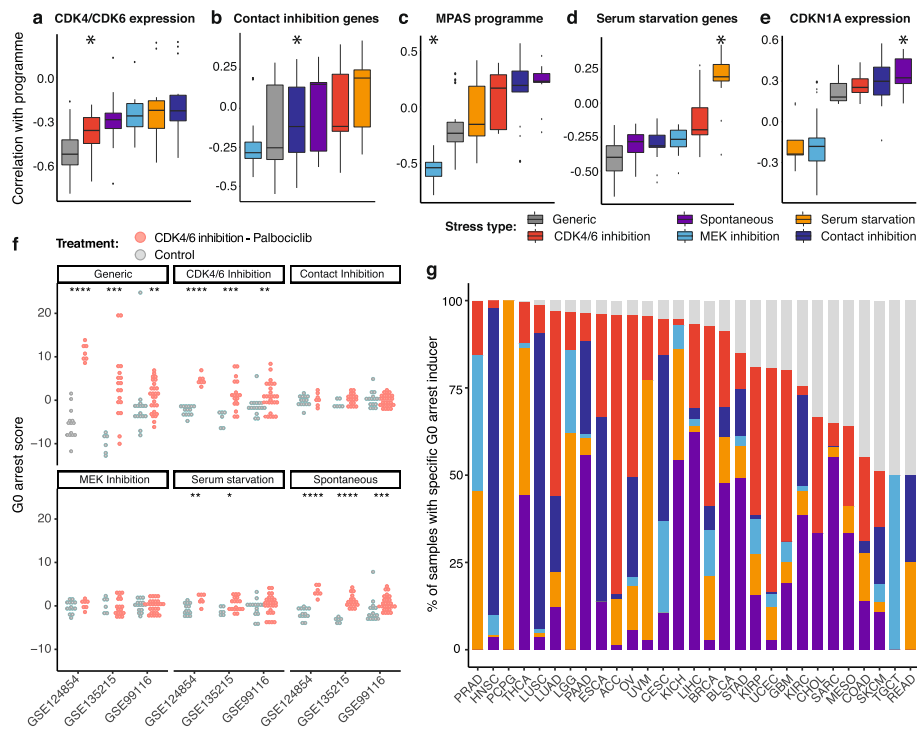 a CDK4/CDK6 expression
b Contact inhibition genes
c MPAS programme
d Serum starvation genes
e CDKN1A expression
Correlation with programme
*
0.0
-0.3
-0.6
*
0.25
0.00
-0.25
-0.5
*
0.5
0.0
-0.5
*
0.25
0.00
-0.25
-0.50
*
0.6
0.3
0.0
-0.3
Stress type:
Generic
CDK4/6 inhibition
Spontaneous
MEK inhibition
Serum starvation
Contact inhibition
f Treatment:
CDK4/6 inhibition - Palbociclib
Control
G0 arrest score
Generic
CDK4/6 Inhibition
Contact Inhibition
**** *** **
**** *** **
20
10
0
-10
MEK Inhibition
Serum starvation
Spontaneous
** *
**** **** ***
20
10
0
-10
GSE124854 GSE135215 GSE99116 GSE124854 GSE135215 GSE99116 GSE124854 GSE135215 GSE99116
g
% of samples with specific G0 arrest inducer
100
75
50
25
0
PRAD HNSC PCPG THCA LUSC LUAD LGG PAAD ESCA ACC OV UVM CESC KICH LIHC BRCA BLCA STAD KIRP UCEC GBM KIRC CHOL SARC MESO COAD SKCM TGCT READ